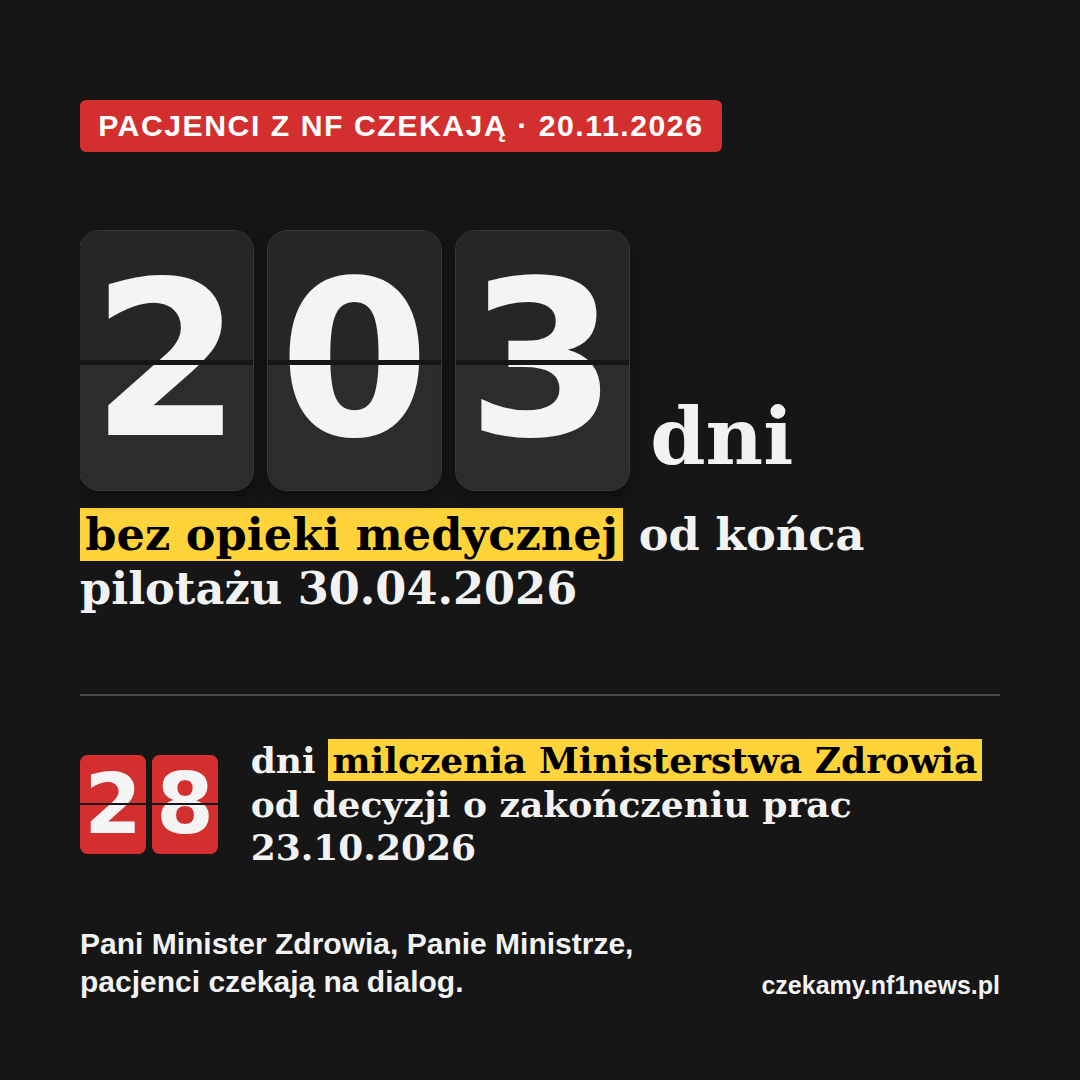 PACJENCI Z NF CZEKAJĄ · 20.11.2026
203 dni
bez opieki medycznej od końca
pilotażu 30.04.2026
28
dni milczenia Ministerstwa Zdrowia
od decyzji o zakończeniu prac
23.10.2026
Pani Minister Zdrowia, Panie Ministrze,
pacjenci czekają na dialog.
czekamy.nf1news.pl